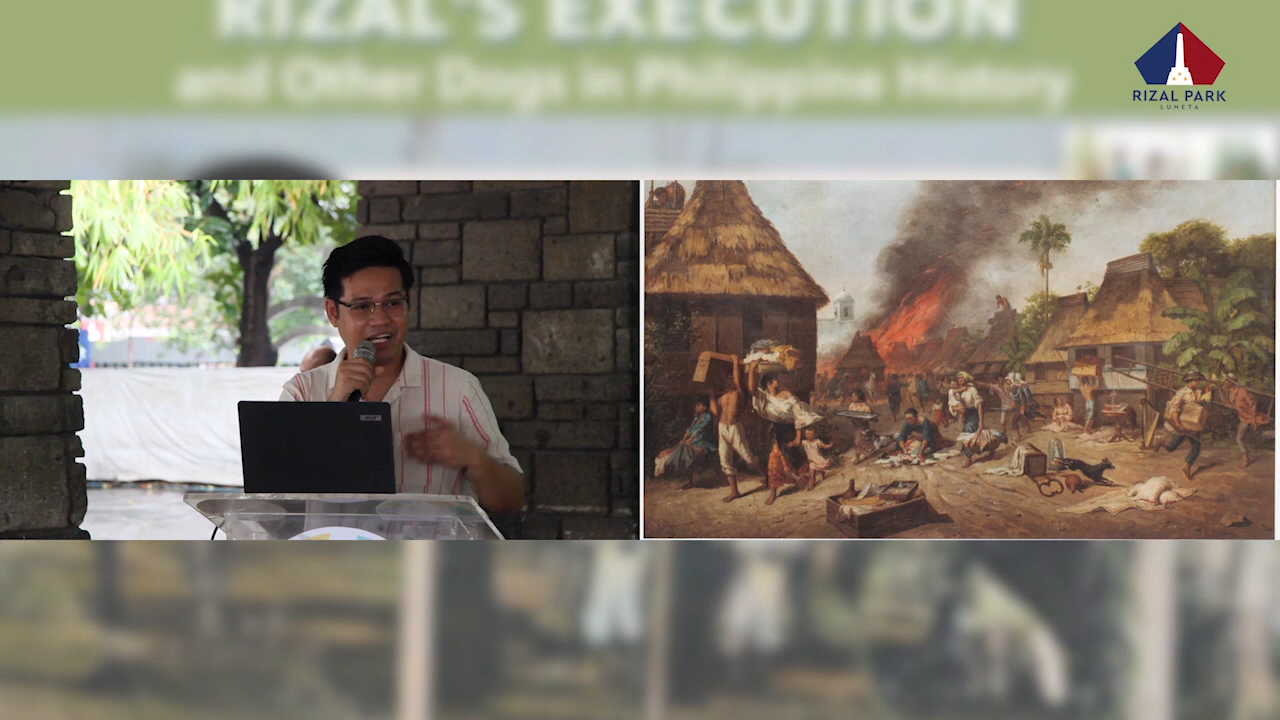 RIZAL'S EXECUTION
and Other Dogs in Philippine History
RIZAL PARK
LUNETA